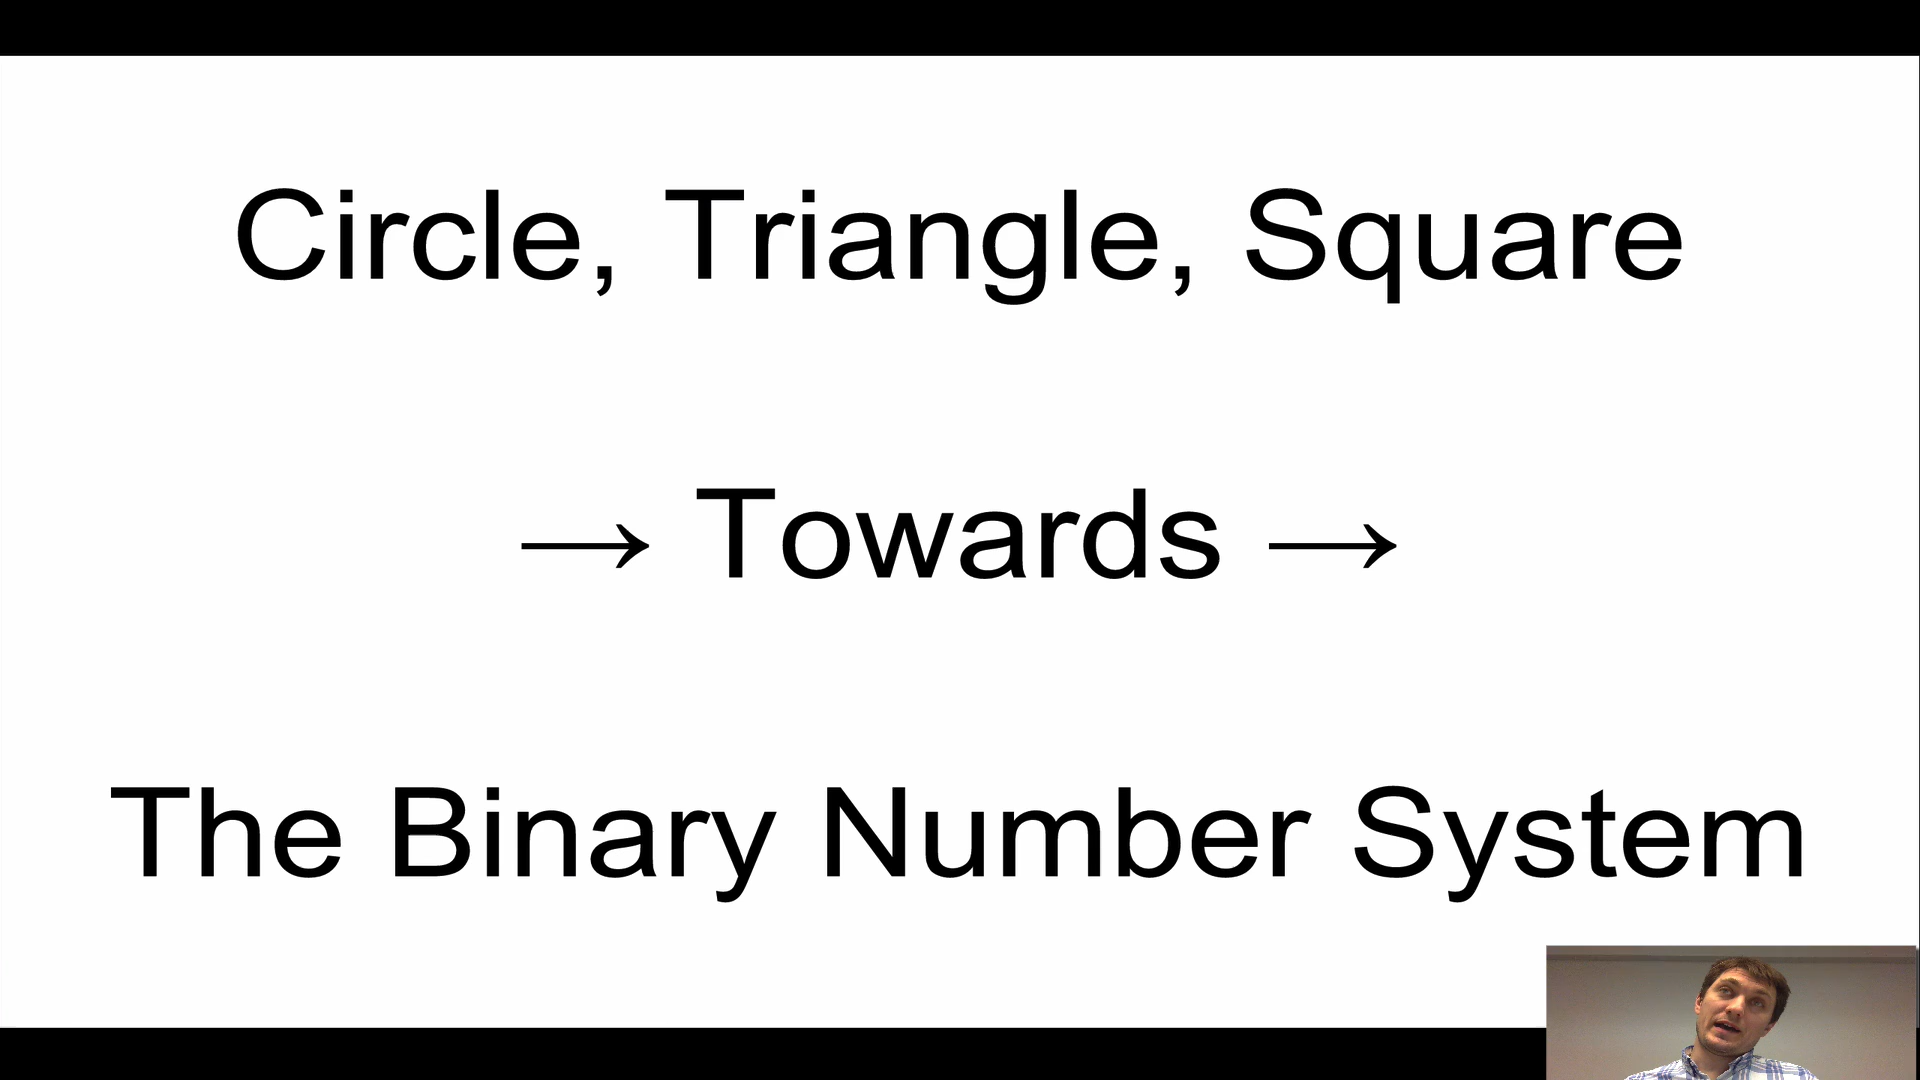 Circle, Triangle, Square
→ Towards →
The Binary Number System